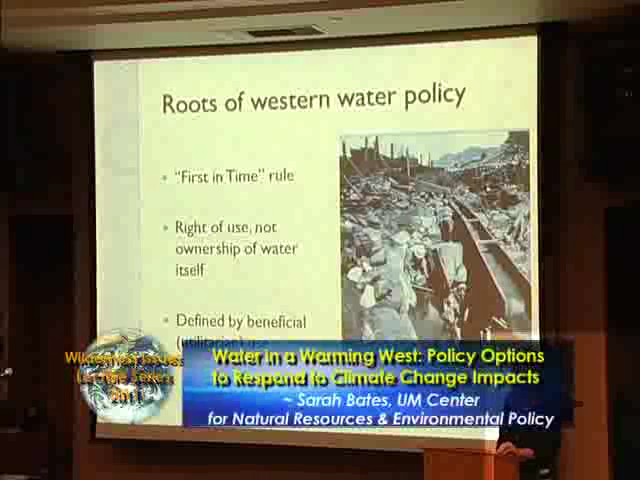 Roots of western water policy
• "First in Time" rule
• Right of use, not
ownership of water
itself
• Defined by beneficial
(utilitarian) use
Wilderness Issues
Lecture Series
2011
Water in a Warming West: Policy Options
to Respond to Climate Change Impacts
~ Sarah Bates, UM Center
for Natural Resources & Environmental Policy